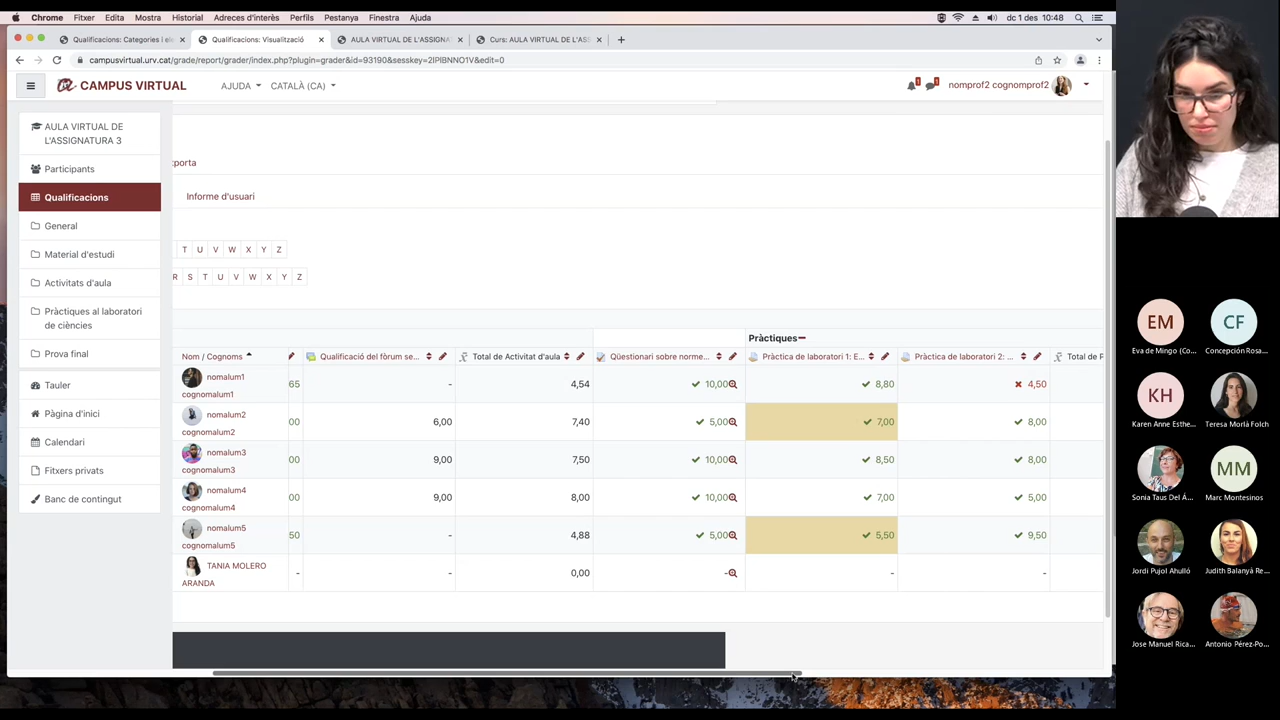 Chrome Fitxer Edita Mostra Historial Adreces d'interès Perfils Pestanya Finestra Ajuda
dc 1 des 10:48
Qualificacions: Categories i el
Qualificacions: Visualització
AULA VIRTUAL DE L'ASSIGNA
Curs: AULA VIRTUAL DE L'ASS
campusvirtual.urv.cat/grade/report/grader/index.php?plugin=grader&id=93190&sesskey=2IPlBNNO1V&edit=0
CAMPUS VIRTUAL
AJUDA CATALÀ (CA)
1 1
nomprof2 cognomprof2
AULA VIRTUAL DE
L'ASSIGNATURA 3
Participants
Qualificacions
General
Material d'estudi
Activitats d'aula
Pràctiques al laboratori
de ciències
Prova final
Tauler
Pàgina d'inici
Calendari
Fitxers privats
Banc de contingut
porta
Informe d'usuari
T U V W X Y Z
R S T U V W X Y Z
Pràctiques
Nom / Cognoms Qualificació del fòrum se... Total de Activitat d'aula Qüestionari sobre norme... Pràctica de laboratori 1: E... Pràctica de laboratori 2: ... Total de P
nomalum1
cognomalum1
65 - 4,54 10,00 8,80 4,50
nomalum2
cognomalum2
00 6,00 7,40 5,00 7,00 8,00
nomalum3
cognomalum3
00 9,00 7,50 10,00 8,50 8,00
nomalum4
cognomalum4
00 9,00 8,00 10,00 7,00 5,00
nomalum5
cognomalum5
50 - 4,88 5,00 5,50 9,50
TANIA MOLERO
ARANDA
- - 0,00 - - -
EM
Eva de Mingo (Co...
CF
Concepción Rosa...
KH
Karen Anne Esthe...
Teresa Morlà Folch
Sonia Taus Del Á...
MM
Marc Montesinos
Jordi Pujol Ahulló
Judith Balanyà Re...
Jose Manuel Rica...
Antonio Pérez-Po...